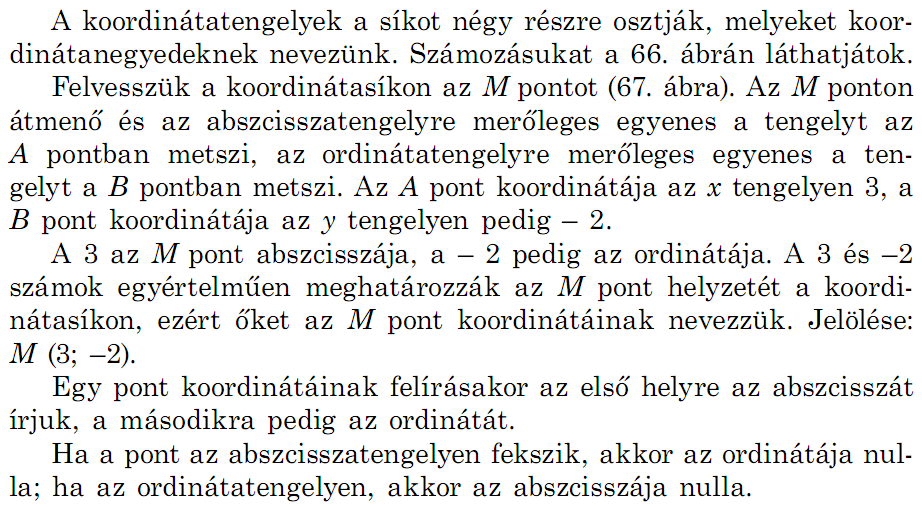 A koordinátatengelyek a síkot négy részre osztják, melyeket koor-
dinátanegyedeknek nevezünk. Számozásukat a 66. ábrán láthatjátok.
Felvesszük a koordinátasíkon az M pontot (67. ábra). Az M ponton
átmenő és az abszcisszatengelyre merőleges egyenes a tengelyt az
A pontban metszi, az ordinátatengelyre merőleges egyenes a ten-
gelyt a B pontban metszi. Az A pont koordinátája az x tengelyen 3, a
B pont koordinátája az y tengelyen pedig – 2.
A 3 az M pont abszcisszája, a – 2 pedig az ordinátája. A 3 és –2
számok egyértelműen meghatározzák az M pont helyzetét a koordi-
nátasíkon, ezért őket az M pont koordinátáinak nevezzük. Jelölése:
M (3; –2).
Egy pont koordinátáinak felírásakor az első helyre az abszcisszát
írjuk, a másodikra pedig az ordinátát.
Ha a pont az abszcisszatengelyen fekszik, akkor az ordinátája nul-
la; ha az ordinátatengelyen, akkor az abszcisszája nulla.